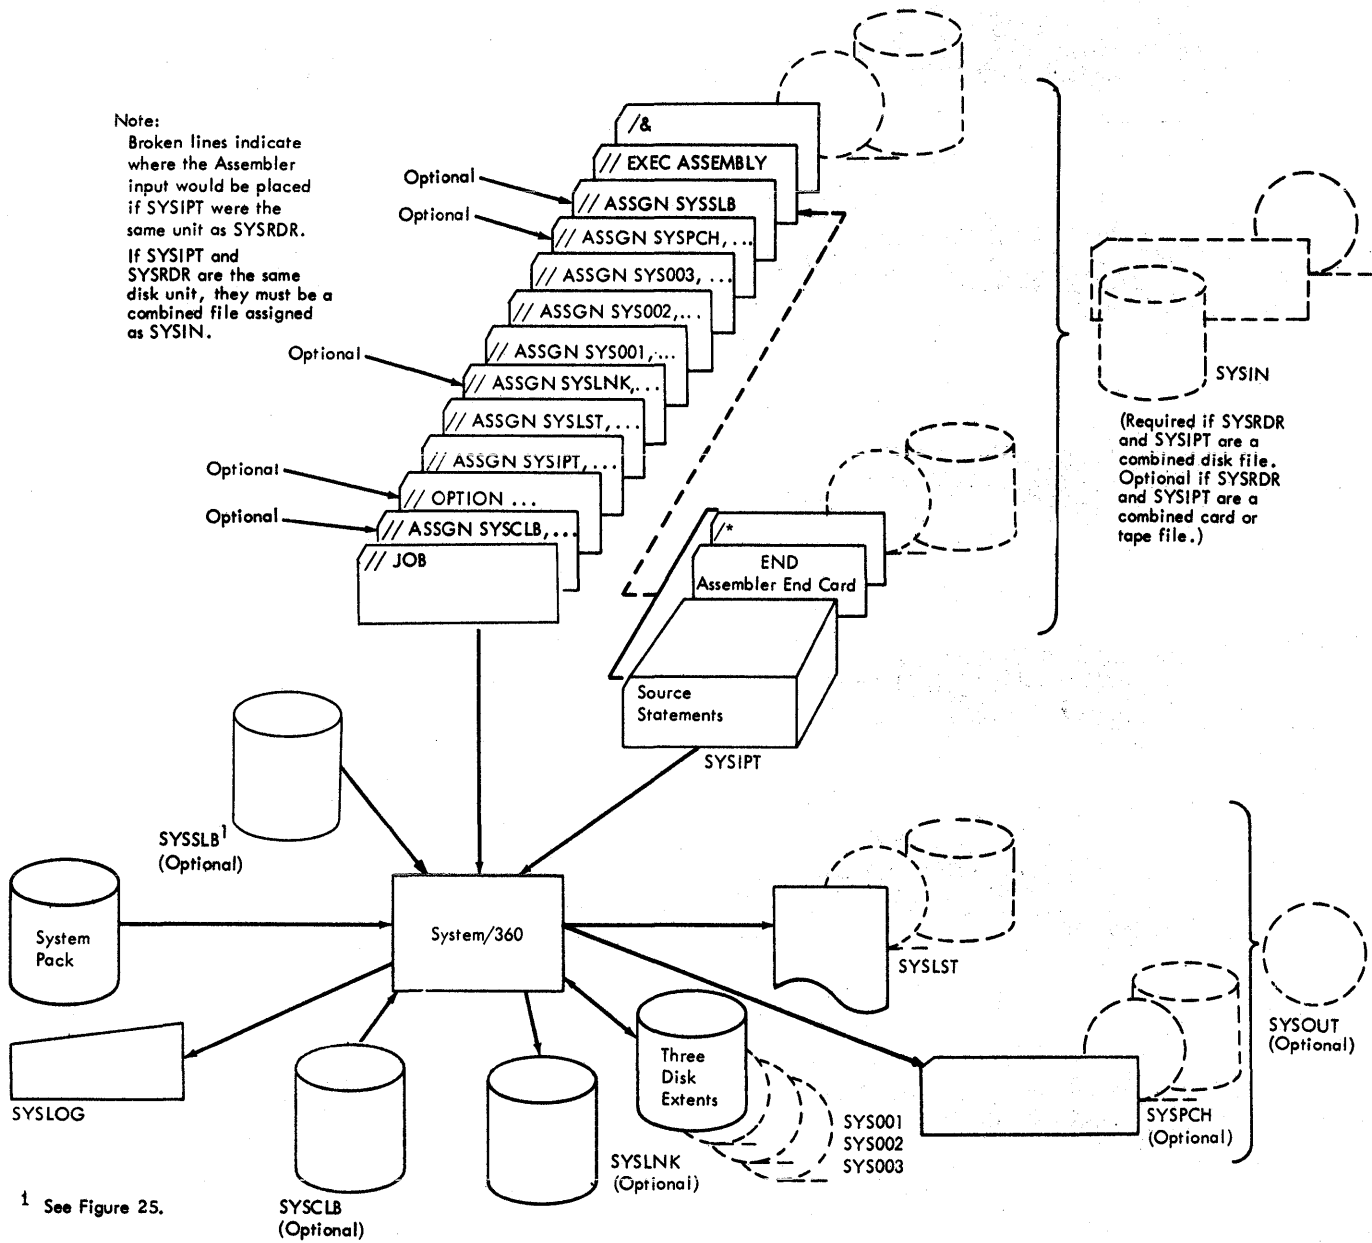 Note:
Broken lines indicate
where the Assembler
input would be placed
if SYSIPT were the
same unit as SYSRDR.
If SYSIPT and
SYSRDR are the same
disk unit, they must be a
combined file assigned
as SYSIN.
/&
// EXEC ASSEMBLY
Optional
// ASSGN SYSSLB
Optional
// ASSGN SYSPCH, ...
// ASSGN SYS003, ...
// ASSGN SYS002, ...
// ASSGN SYS001, ...
Optional
// ASSGN SYSLNK, ...
// ASSGN SYSLST, ...
// ASSGN SYSIPT, ...
Optional
// OPTION ...
Optional
// ASSGN SYSCLB, ...
// JOB
SYSIN
(Required if SYSRDR
and SYSIPT are a
combined disk file.
Optional if SYSRDR
and SYSIPT are a
combined card or
tape file.)
/*
END
Assembler End Card
Source
Statements
SYSIPT
SYSSLB1
(Optional)
System
Pack
System/360
SYSLST
SYSLOG
SYSCLB
(Optional)
SYSLNK
(Optional)
Three
Disk
Extents
SYS001
SYS002
SYS003
SYSPCH
(Optional)
SYSOUT
(Optional)
1 See Figure 25.